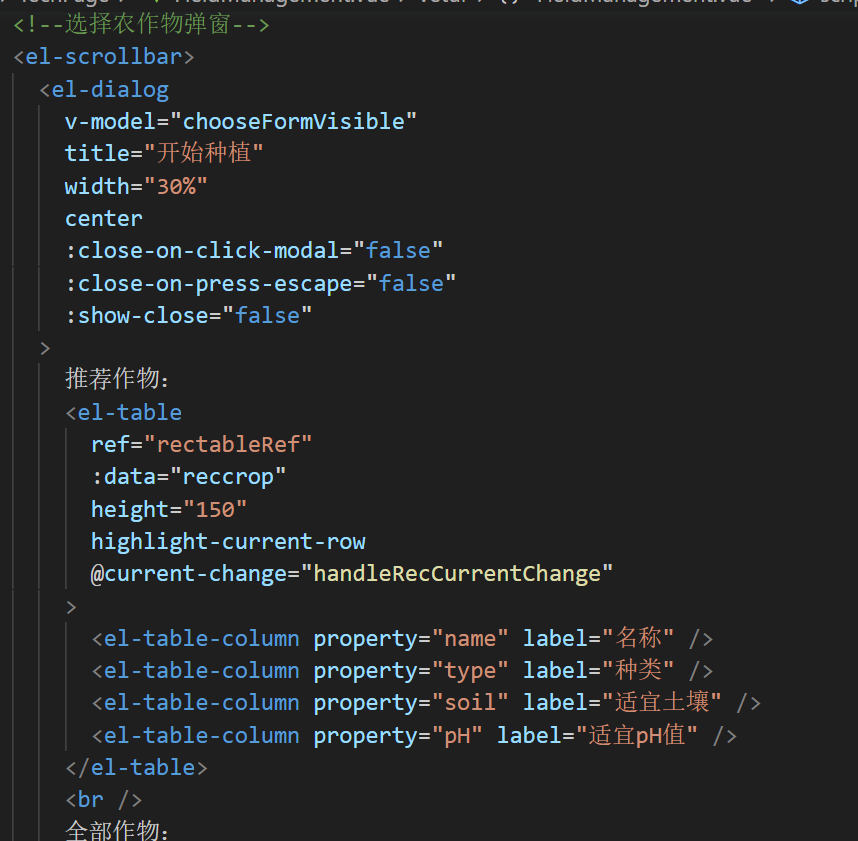 <!--选择农作物弹窗-->
<el-scrollbar>
<el-dialog
v-model="chooseFormVisible"
title="开始种植"
width="30%"
center
:close-on-click-modal="false"
:close-on-press-escape="false"
:show-close="false"
>
推荐作物：
<el-table
ref="rectableRef"
:data="reccrop"
height="150"
highlight-current-row
@current-change="handleRecCurrentChange"
>
<el-table-column property="name" label="名称" />
<el-table-column property="type" label="种类" />
<el-table-column property="soil" label="适宜土壤" />
<el-table-column property="pH" label="适宜pH值" />
</el-table>
<br />
全部作物：